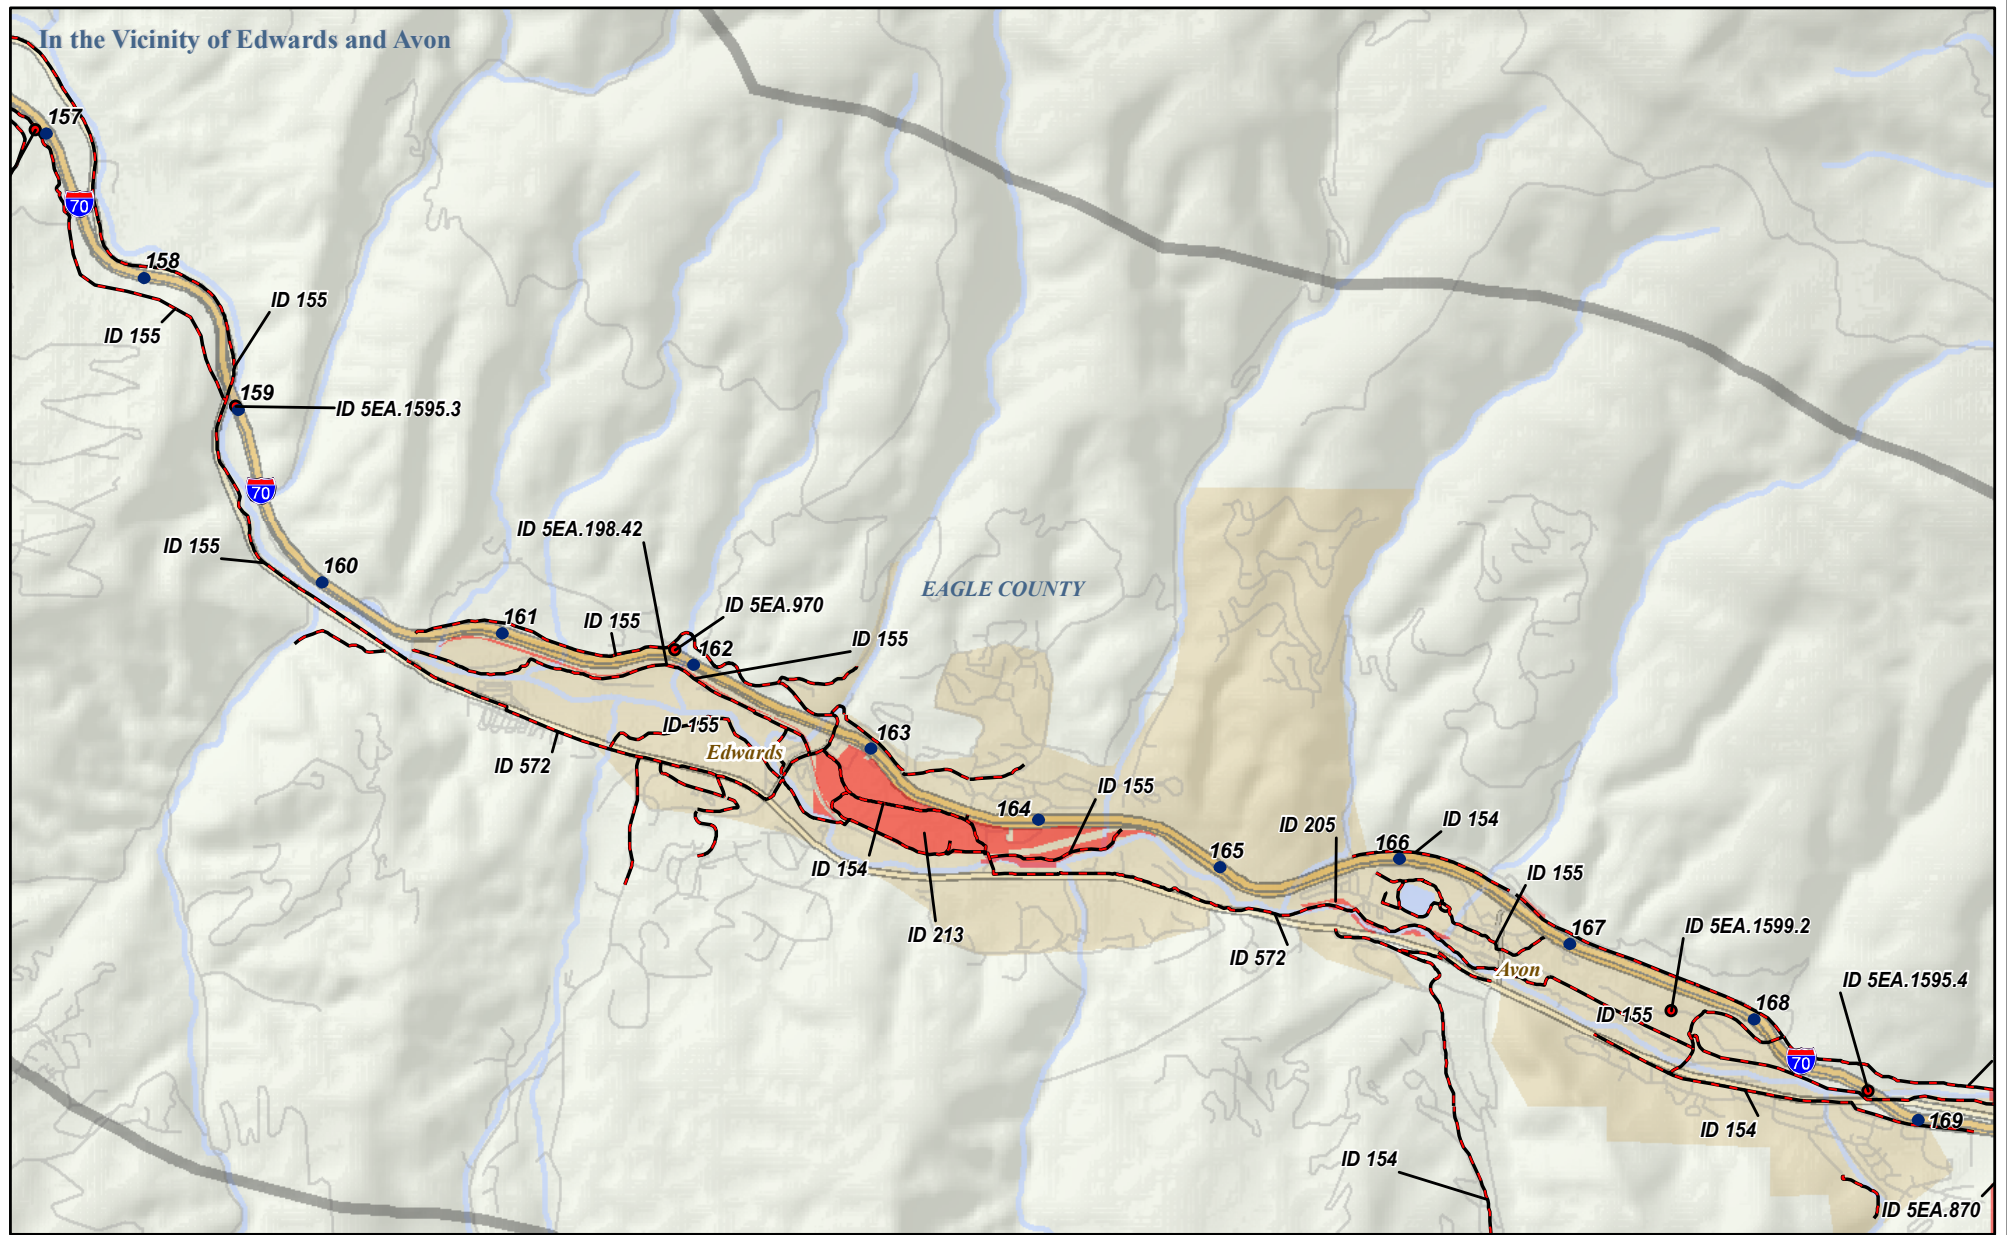 In the Vicinity of Edwards and Avon
157
70
158
ID 155
ID 155
159
ID 5EA.1595.3
70
ID 5EA.198.42
ID 155
160
EAGLE COUNTY
ID 5EA.970
161
ID 155
ID 155
162
ID 155
163
Edwards
ID 572
ID 155
164
ID 205
ID 154
166
165
ID 154
ID 155
ID 5EA.1599.2
167
ID 213
ID 572
Avon
ID 5EA.1595.4
168
ID 155
70
169
ID 154
ID 154
ID 5EA.870